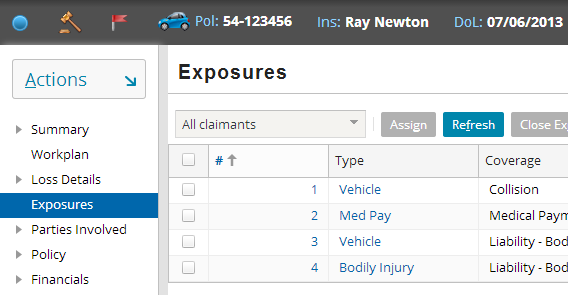 Pol: 54-123456 Ins: Ray Newton DoL: 07/06/2013
Actions
Summary
Workplan
Loss Details
Exposures
Parties Involved
Policy
Financials
Exposures
All claimants Assign Refresh Close Ex
# Type Coverage
1 Vehicle Collision
2 Med Pay Medical Paym
3 Vehicle Liability - Bod
4 Bodily Injury Liability - Bod